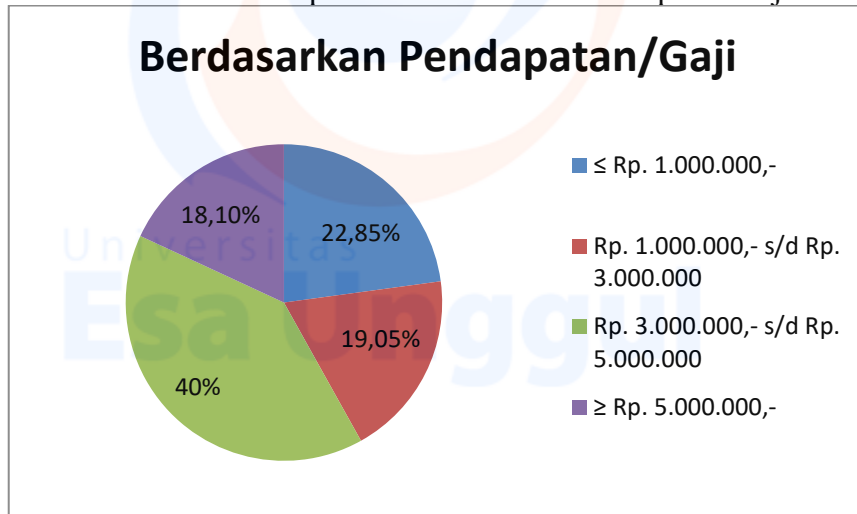 Berdasarkan Pendapatan/Gaji
18,10%
22,85%
19,05%
40%
≤ Rp. 1.000.000,-
Rp. 1.000.000,- s/d Rp.
3.000.000
Rp. 3.000.000,- s/d Rp.
5.000.000
≥ Rp. 5.000.000,-
Universitas
Esa Unggul